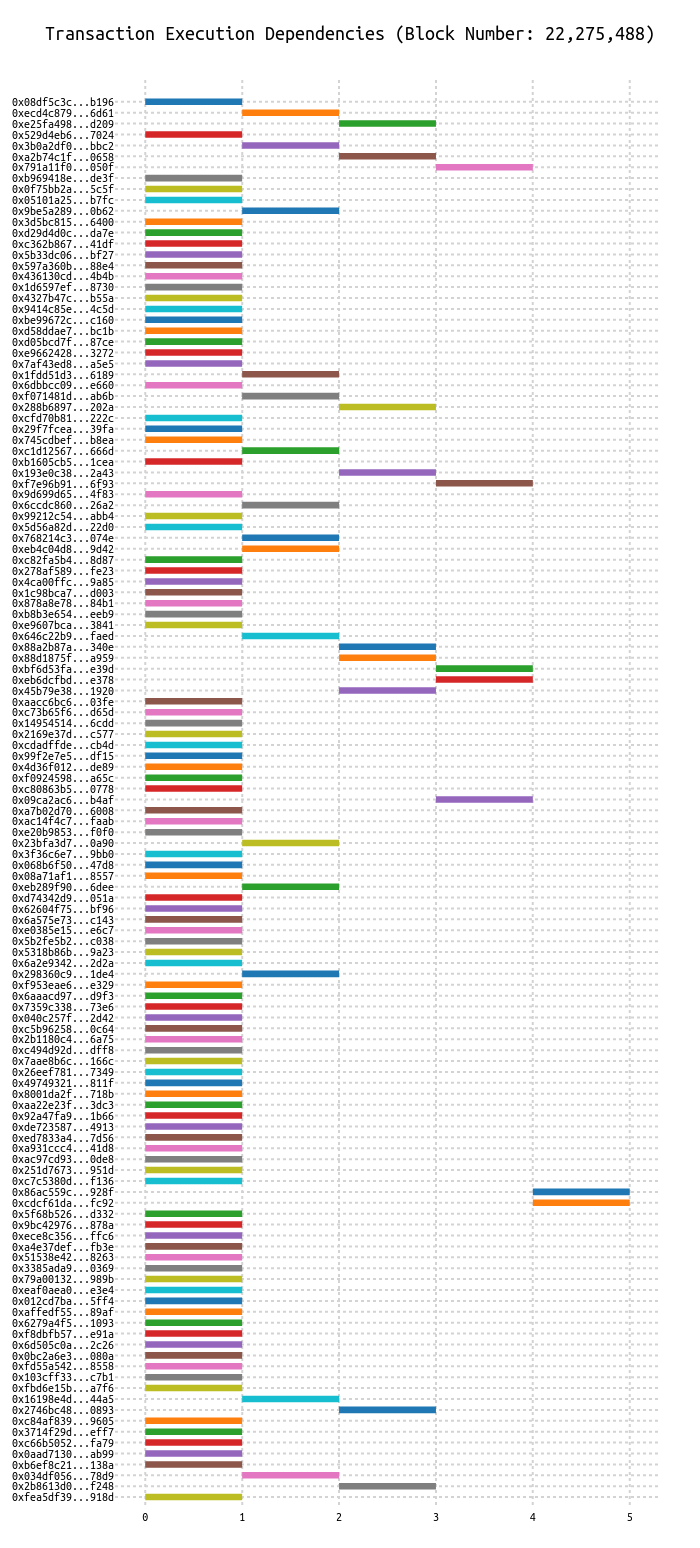 Transaction Execution Dependencies (Block Number: 22,275,488)
0x08df5c3c...b196
0xecd4c879...6d61
0xe25fa498...d209
0x529d4eb6...7024
0x3b0a2df0...bbc2
0xa2b74c1f...0658
0x791a11f0...050f
0xb969418e...de3f
0x0f75bb2a...5c5f
0x05101a25...b7fc
0x9be5a289...0b62
0x3d5bc815...6400
0xd29d4d0c...da7e
0xc362b867...41df
0x5b33dc06...bf27
0x597a360b...88e4
0x436130cd...4b4b
0x1d6597ef...8730
0x4327b47c...b55a
0x9414c85e...4c5d
0xbe99672c...c160
0xd58ddae7...bc1b
0xd05bcd7f...87ce
0xe9662428...3272
0x7af43ed8...a5e5
0x1fdd51d3...6189
0x6dbbcc09...e660
0xf071481d...ab6b
0x288b6897...202a
0xcfd70b81...222c
0x29f7fcea...39fa
0x745cdbef...b8ea
0xc1d12567...666d
0xb1605cb5...1cea
0x193e0c38...2a43
0xf7e96b91...6f93
0x9d699d65...4f83
0x6ccdc860...26a2
0x99212c54...abb4
0x5d56a82d...22d0
0x768214c3...074e
0xeb4c04d8...9d42
0xc82fa5b4...8d87
0x278af589...fe23
0x4ca00ffc...9a85
0x1c98bca7...d003
0x878a8e78...84b1
0xb8b3e654...eeb9
0xe9607bca...3841
0x646c22b9...faed
0x88a2b87a...340e
0x88d1875f...a959
0xbf6d53fa...e39d
0xeb6dcfbd...e378
0x45b79e38...1920
0xaacc6bc6...03fe
0xc73b65f6...d65d
0x14954514...6cdd
0x2169e37d...c577
0xcdadffde...cb4d
0x99f2e7e5...df15
0x4d36f012...de89
0xf0924598...a65c
0xc80863b5...0778
0x09ca2ac6...b4af
0xa7b02d70...6008
0xac14f4c7...faab
0xe20b9853...f0f0
0x23bfa3d7...0a90
0x3f36c6e7...9bb0
0x068b6f50...47d8
0x08a71af1...8557
0xeb289f90...6dee
0xd74342d9...051a
0x62604f75...bf96
0x6a575e73...c143
0xe0385e15...e6c7
0x5b2fe5b2...c038
0x5318b86b...9a23
0x6a2e9342...2d2a
0x298360c9...1de4
0xf953eae6...e329
0x6aaacd97...d9f3
0x7359c338...73e6
0x040c257f...2d42
0xc5b96258...0c64
0x2b1180c4...6a75
0xc494d92d...dff8
0x7aae8b6c...166c
0x26eef781...7349
0x49749321...811f
0x8001da2f...718b
0xaa22e23f...3dc3
0x92a47fa9...1b66
0xde723587...4913
0xed7833a4...7d56
0xa931ccc4...41d8
0xac97cd93...0de8
0x251d7673...951d
0xc7c5380d...f136
0x86ac559c...928f
0xcdcf61da...fc92
0x5f68b526...d332
0x9bc42976...878a
0xece8c356...ffc6
0xa4e37def...fb3e
0x51538e42...8263
0x3385ada9...0369
0x79a00132...989b
0xeaf0aea0...e3e4
0x012cd7ba...5ff4
0xaffedf55...89af
0x6279a4f5...1093
0xf8dbfb57...e91a
0x6d505c0a...2c26
0x0bc2a6e3...080a
0xfd55a542...8558
0x103cff33...c7b1
0xfbd6e15b...a7f6
0x16198e4d...44a5
0x2746bc48...0893
0xc84af839...9605
0x3714f29d...eff7
0xc66b5052...fa79
0x0aad7130...ab99
0xb6ef8c21...138a
0x034df056...78d9
0x2b8613d0...f248
0xfea5df39...918d
0 1 2 3 4 5